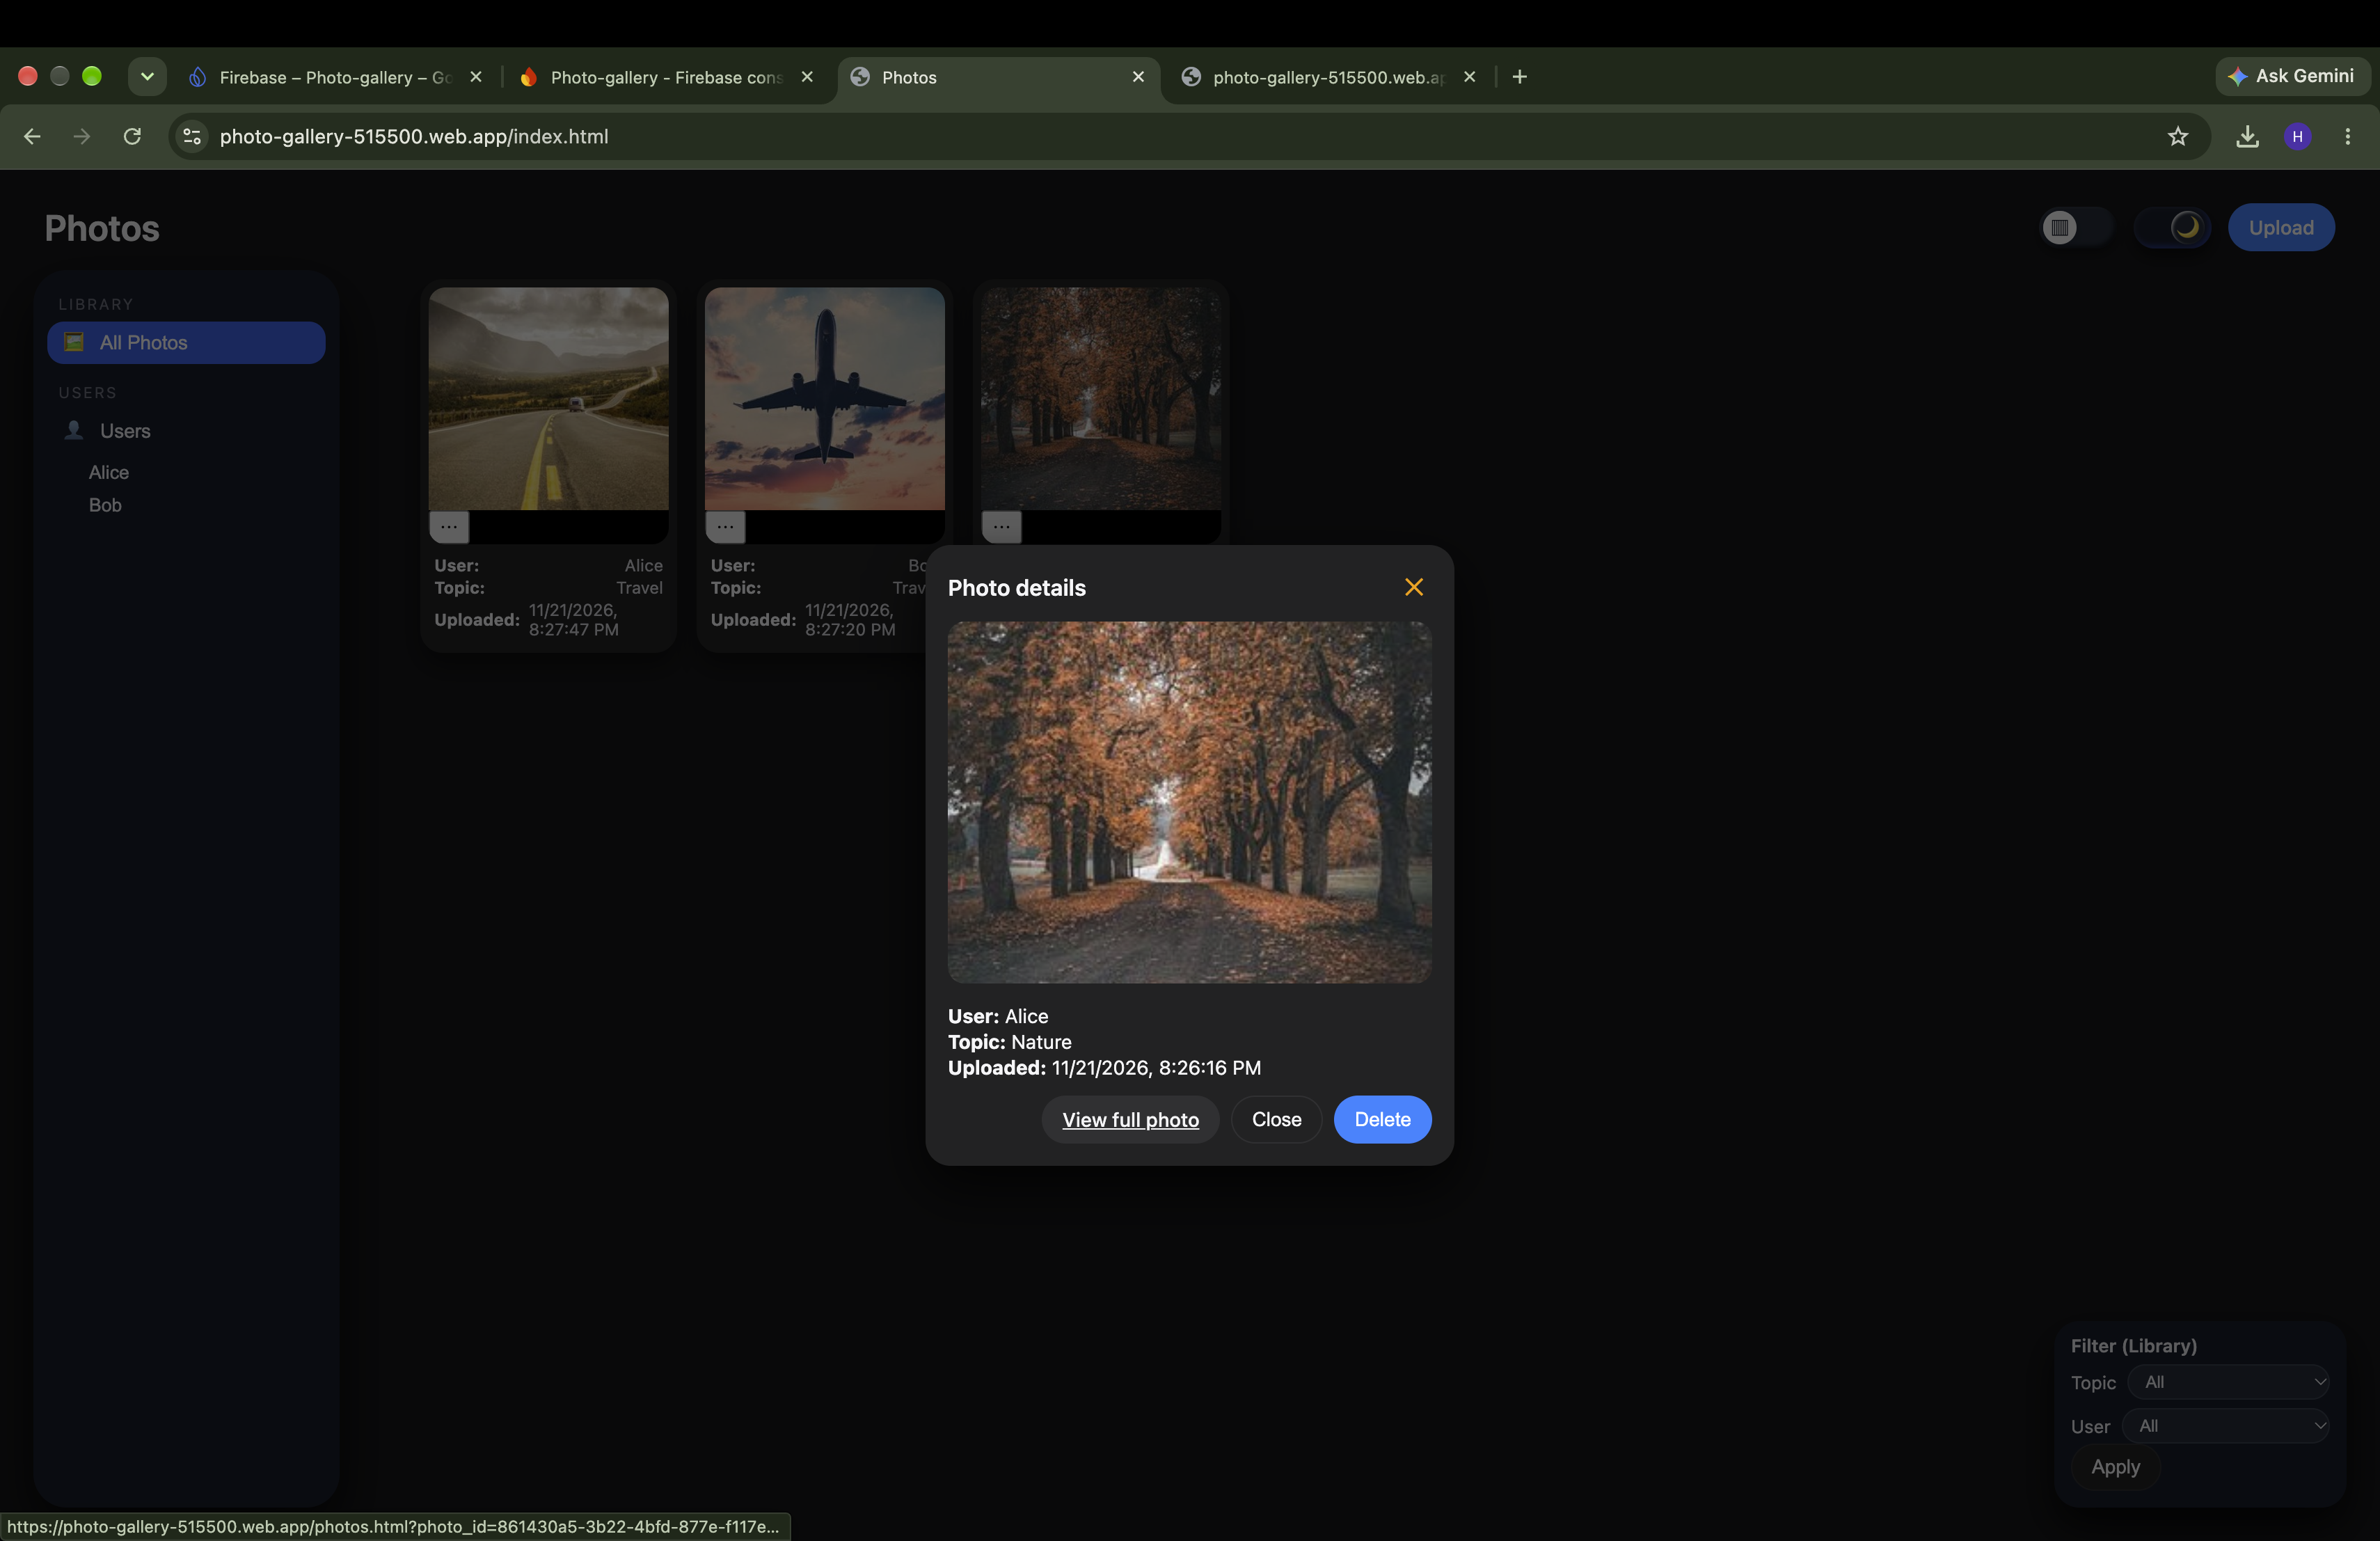 Firebase – Photo-gallery – Go
Photo-gallery - Firebase cons
Photos
photo-gallery-515500.web.ap
Ask Gemini
photo-gallery-515500.web.app/index.html
H
Photos
Upload
LIBRARY
All Photos
USERS
Users
Alice
Bob
...
User: Alice
Topic: Travel
Uploaded: 11/21/2026,
8:27:47 PM
...
User: Bo
Topic: Trav
Uploaded: 11/21/2026,
8:27:20 PM
...
Photo details
User: Alice
Topic: Nature
Uploaded: 11/21/2026, 8:26:16 PM
View full photo
Close
Delete
Filter (Library)
Topic All
User All
Apply
https://photo-gallery-515500.web.app/photos.html?photo_id=861430a5-3b22-4bfd-877e-f117e...